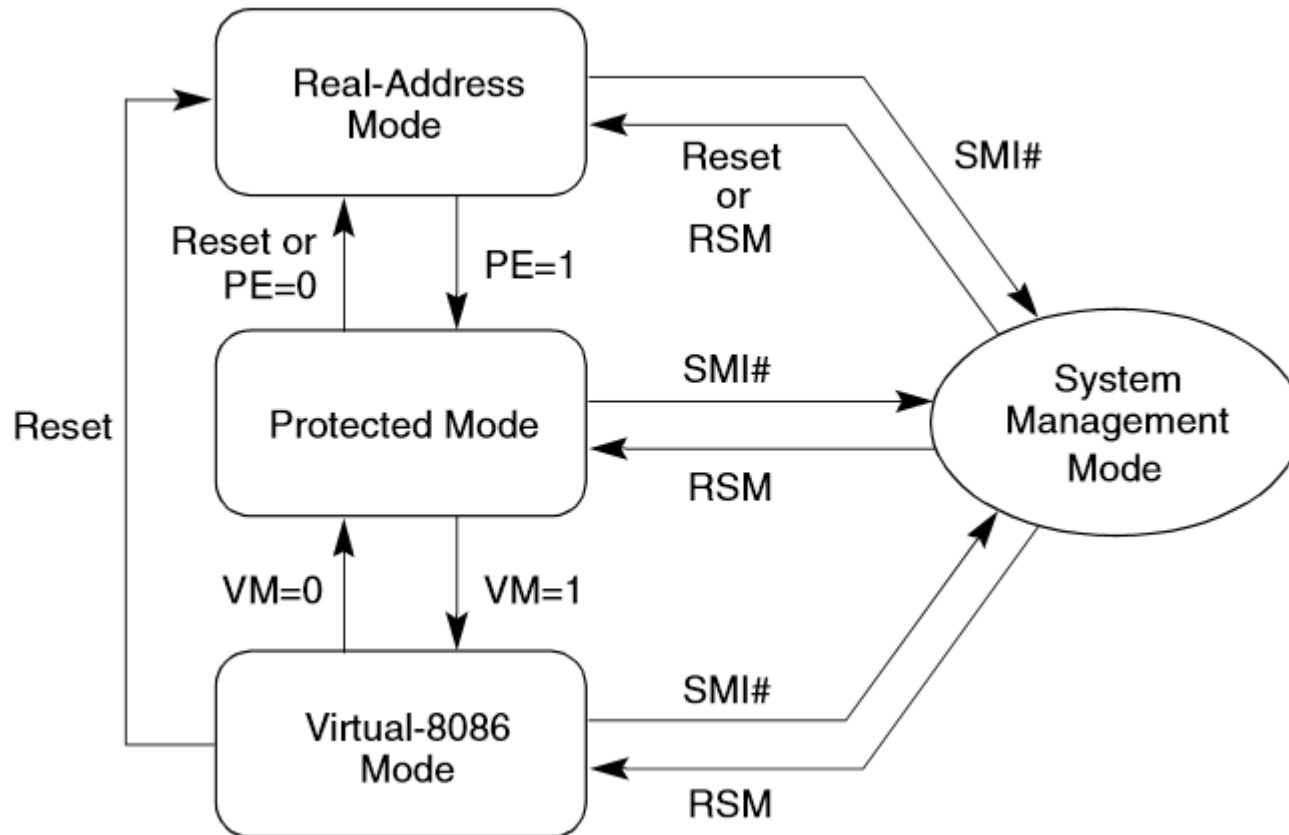 Real-Address
Mode
SMI#
Reset
or
RSM
Reset or
PE=0
PE=1
SMI#
System
Management
Mode
Protected Mode
Reset
RSM
VM=0
VM=1
SMI#
Virtual-8086
Mode
RSM